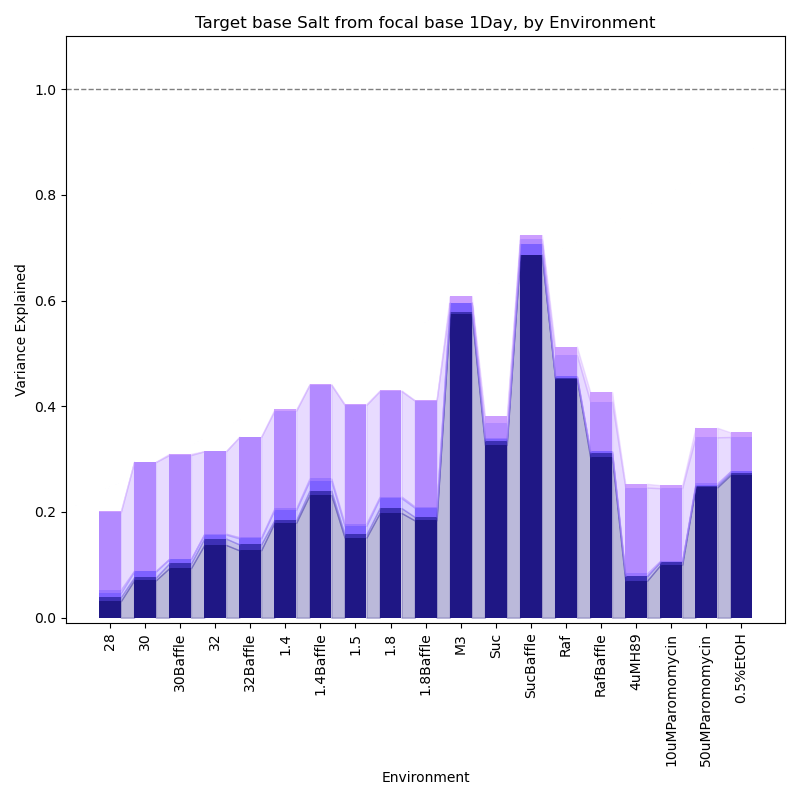 Target base Salt from focal base 1Day, by Environment
Variance Explained
1.0
0.8
0.6
0.4
0.2
0.0
28
30
30Baffle
32
32Baffle
1.4
1.4Baffle
1.5
1.8
1.8Baffle
M3
Suc
SucBaffle
Raf
RafBaffle
4uMH89
10uMParomomycin
50uMParomomycin
0.5%EtOH
Environment